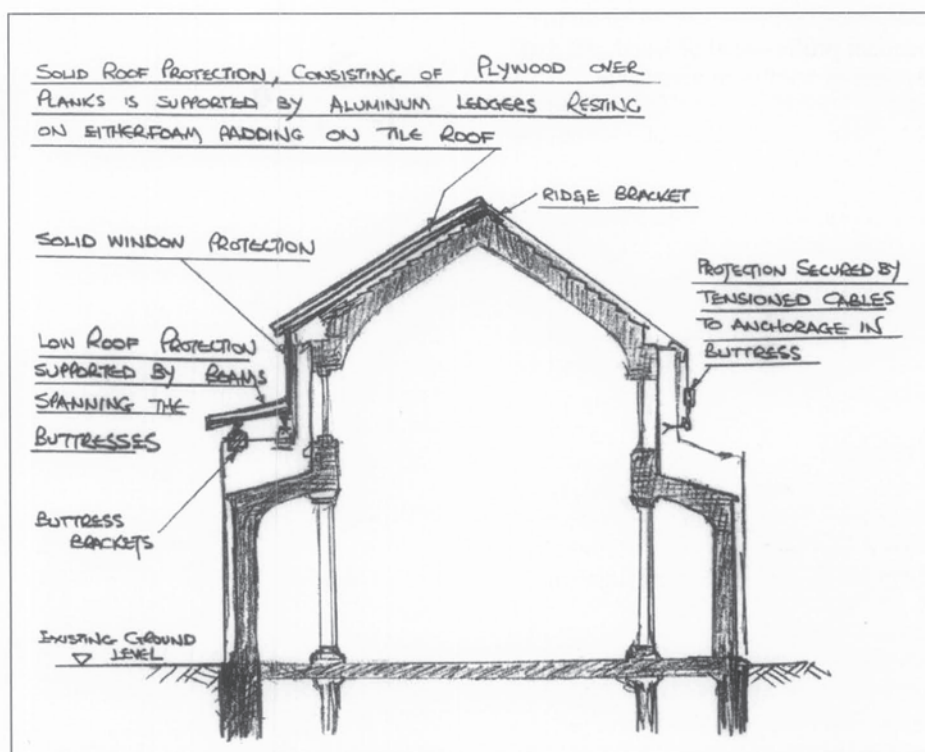 SOLID ROOF PROTECTION, CONSISTING OF PLYWOOD OVER
PLANKS IS SUPPORTED BY ALUMINUM LEDGERS RESTING
ON EITHER FOAM PADDING ON TILE ROOF
RIDGE BRACKET
SOLID WINDOW PROTECTION
PROTECTION SECURED BY
TENSIONED CABLES
TO ANCHORAGE IN
BUTTRESS
LOW ROOF PROTECTION
SUPPORTED BY BEAMS
SPANNING THE
BUTTRESSES
BUTTRESS
BRACKETS
EXISTING GROUND
LEVEL